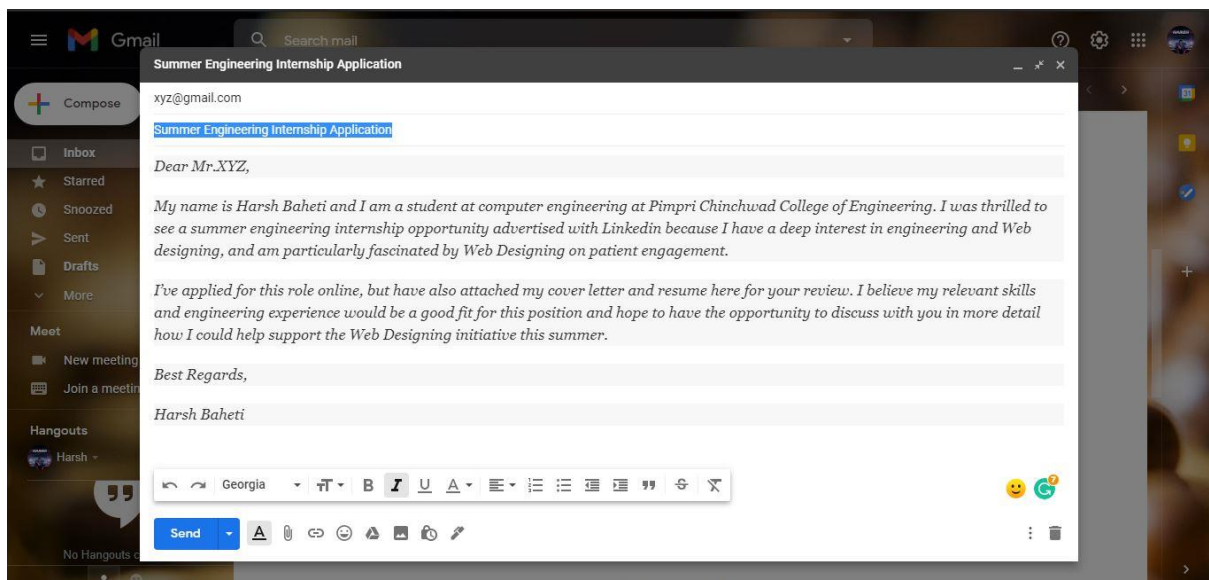 Gmail
Search mail
Summer Engineering Internship Application
Compose
xyz@gmail.com
Summer Engineering Internship Application
Inbox
Starred
Snoozed
Sent
Drafts
More
Meet
New meeting
Join a meetin
Hangouts
Harsh
No Hangouts c
Dear Mr.XYZ,
My name is Harsh Baheti and I am a student at computer engineering at Pimpri Chinchwad College of Engineering. I was thrilled to
see a summer engineering internship opportunity advertised with Linkedin because I have a deep interest in engineering and Web
designing, and am particularly fascinated by Web Designing on patient engagement.
I've applied for this role online, but have also attached my cover letter and resume here for your review. I believe my relevant skills
and engineering experience would be a good fit for this position and hope to have the opportunity to discuss with you in more detail
how I could help support the Web Designing initiative this summer.
Best Regards,
Harsh Baheti
Georgia
B I U A
Send
A
31
7